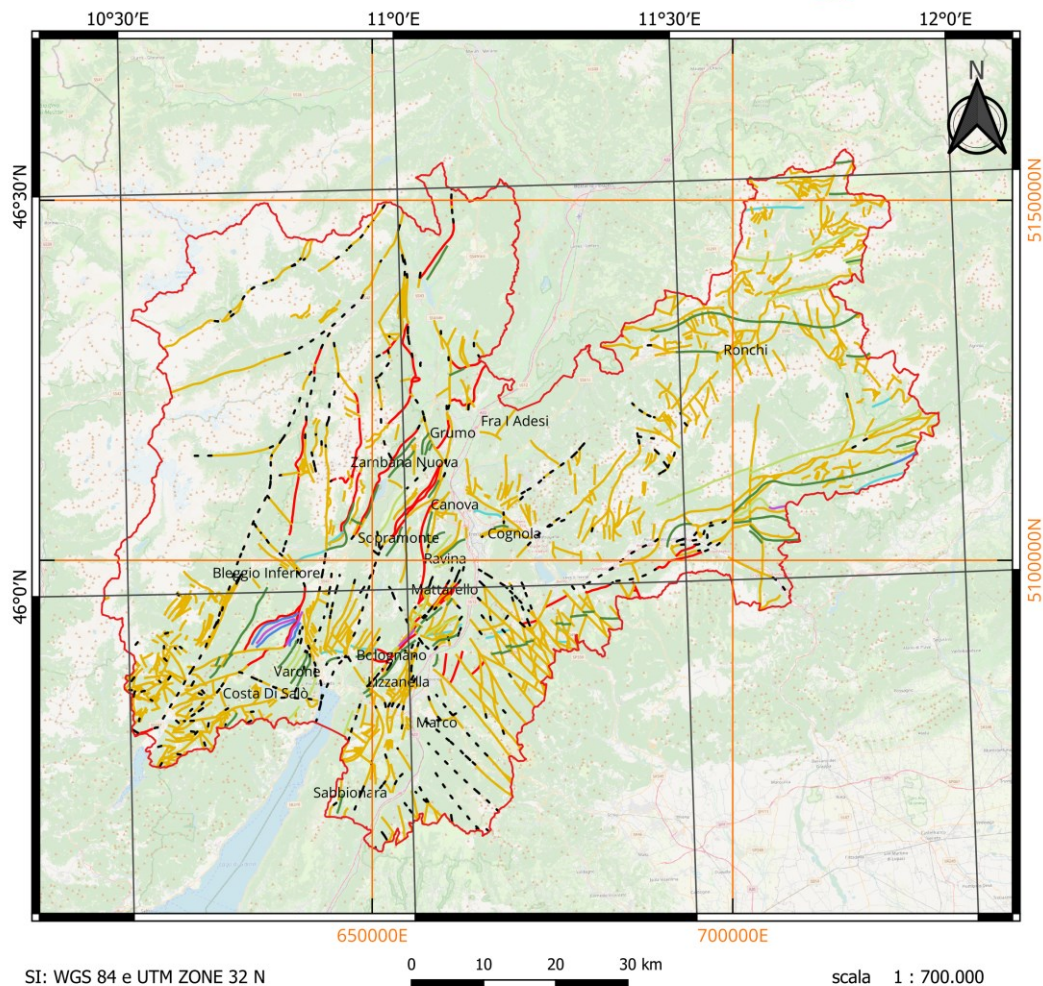 10°30'E 11°0'E 11°30'E 12°0'E
N
46°30'N
5150000N
Ronchi
Fra I Adesi
Grumo
Zambana Nuova
Canova
Cognola
Sopramonte
Ravina
5100000N
Bleggio Inferiore
46°0'N
Mattarello
Bolognano
Varone
Lizzanella
Costa Di Salò
Marco
Sabbionara
650000E 700000E
0 10 20 30 km
SI: WGS 84 e UTM ZONE 32 N
scala 1 : 700.000